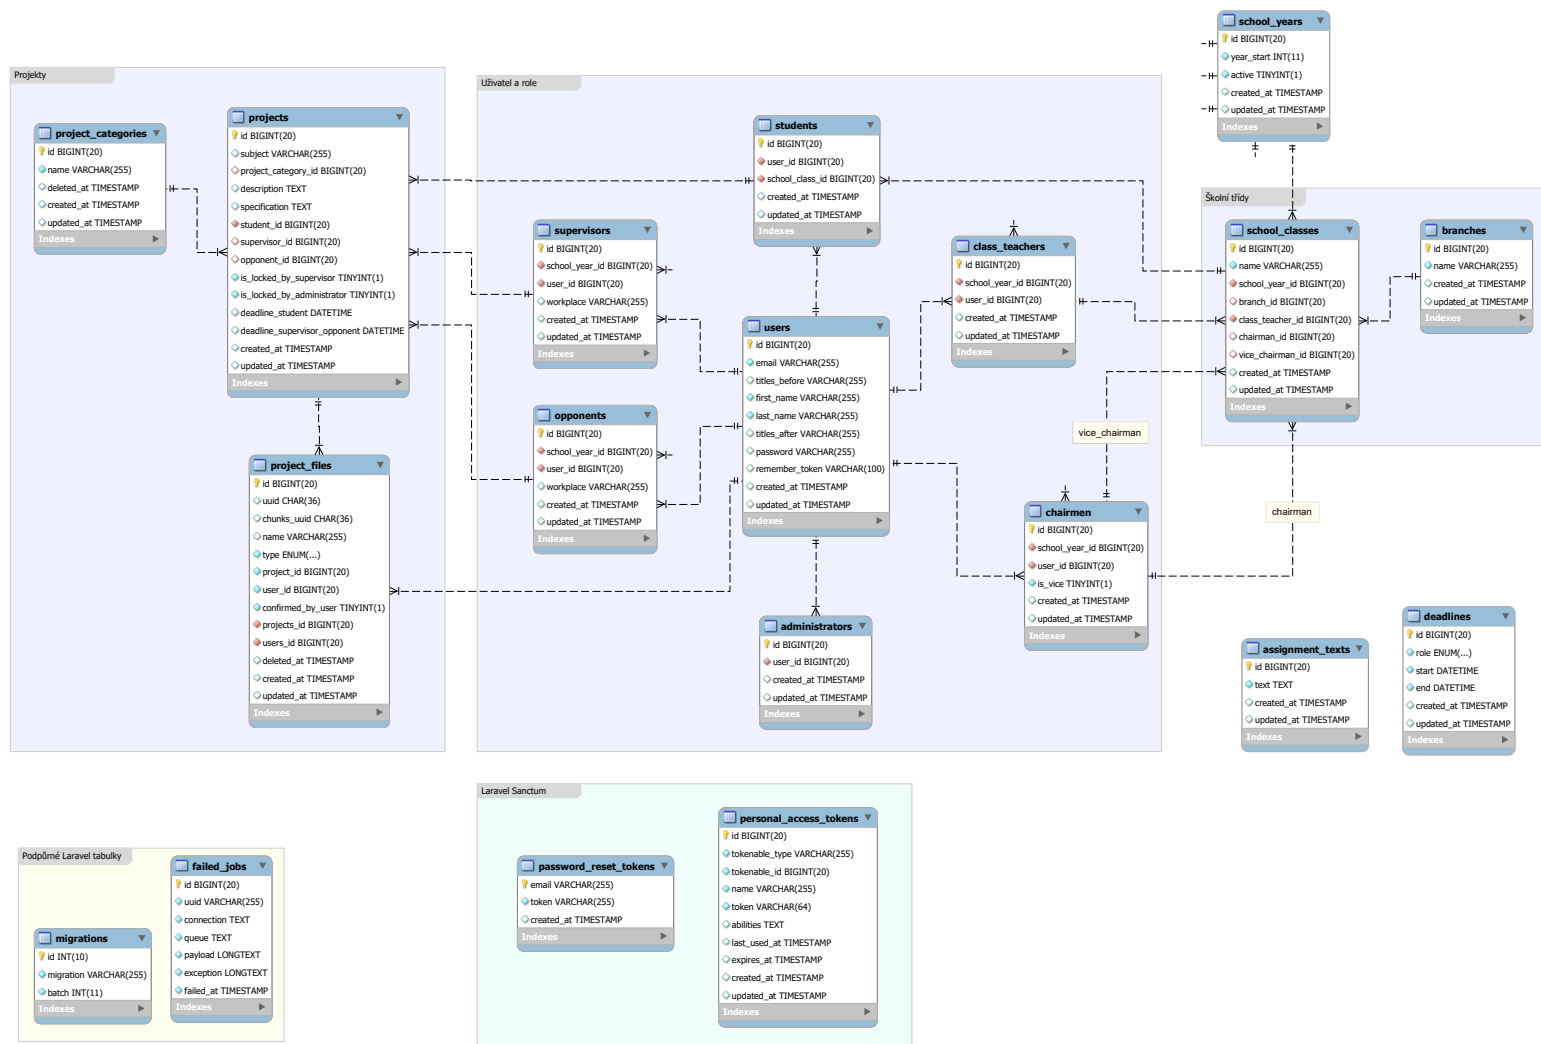 Projekty
project_categories
id BIGINT(20)
name VARCHAR(255)
deleted_at TIMESTAMP
created_at TIMESTAMP
updated_at TIMESTAMP
Indexes
projects
id BIGINT(20)
subject VARCHAR(255)
project_category_id BIGINT(20)
description TEXT
specification TEXT
student_id BIGINT(20)
supervisor_id BIGINT(20)
opponent_id BIGINT(20)
is_locked_by_supervisor TINYINT(1)
is_locked_by_administrator TINYINT(1)
deadline_student DATETIME
deadline_supervisor_opponent DATETIME
created_at TIMESTAMP
updated_at TIMESTAMP
Indexes
project_files
id BIGINT(20)
uuid CHAR(36)
chunks_uuid CHAR(36)
name VARCHAR(255)
type ENUM(...)
project_id BIGINT(20)
user_id BIGINT(20)
confirmed_by_user TINYINT(1)
projects_id BIGINT(20)
users_id BIGINT(20)
deleted_at TIMESTAMP
created_at TIMESTAMP
updated_at TIMESTAMP
Indexes
Uživatel a role
students
id BIGINT(20)
user_id BIGINT(20)
school_class_id BIGINT(20)
created_at TIMESTAMP
updated_at TIMESTAMP
Indexes
supervisors
id BIGINT(20)
school_year_id BIGINT(20)
user_id BIGINT(20)
workplace VARCHAR(255)
created_at TIMESTAMP
updated_at TIMESTAMP
Indexes
class_teachers
id BIGINT(20)
school_year_id BIGINT(20)
user_id BIGINT(20)
created_at TIMESTAMP
updated_at TIMESTAMP
Indexes
users
id BIGINT(20)
email VARCHAR(255)
titles_before VARCHAR(255)
first_name VARCHAR(255)
last_name VARCHAR(255)
titles_after VARCHAR(255)
password VARCHAR(255)
remember_token VARCHAR(100)
created_at TIMESTAMP
updated_at TIMESTAMP
Indexes
opponents
id BIGINT(20)
school_year_id BIGINT(20)
user_id BIGINT(20)
workplace VARCHAR(255)
created_at TIMESTAMP
updated_at TIMESTAMP
Indexes
vice_chairman
chairmen
id BIGINT(20)
school_year_id BIGINT(20)
user_id BIGINT(20)
is_vice TINYINT(1)
created_at TIMESTAMP
updated_at TIMESTAMP
Indexes
administrators
id BIGINT(20)
user_id BIGINT(20)
created_at TIMESTAMP
updated_at TIMESTAMP
Indexes
school_years
id BIGINT(20)
year_start INT(11)
active TINYINT(1)
created_at TIMESTAMP
updated_at TIMESTAMP
Indexes
Školní třídy
school_classes
id BIGINT(20)
name VARCHAR(255)
school_year_id BIGINT(20)
branch_id BIGINT(20)
class_teacher_id BIGINT(20)
chairman_id BIGINT(20)
vice_chairman_id BIGINT(20)
created_at TIMESTAMP
updated_at TIMESTAMP
Indexes
branches
id BIGINT(20)
name VARCHAR(255)
created_at TIMESTAMP
updated_at TIMESTAMP
Indexes
chairman
assignment_texts
id BIGINT(20)
text TEXT
created_at TIMESTAMP
updated_at TIMESTAMP
Indexes
deadlines
id BIGINT(20)
role ENUM(...)
start DATETIME
end DATETIME
created_at TIMESTAMP
updated_at TIMESTAMP
Indexes
Podpůrné Laravel tabulky
migrations
id INT(10)
migration VARCHAR(255)
batch INT(11)
Indexes
failed_jobs
id BIGINT(20)
uuid VARCHAR(255)
connection TEXT
queue TEXT
payload LONGTEXT
exception LONGTEXT
failed_at TIMESTAMP
Indexes
Laravel Sanctum
password_reset_tokens
email VARCHAR(255)
token VARCHAR(255)
created_at TIMESTAMP
Indexes
personal_access_tokens
id BIGINT(20)
tokenable_type VARCHAR(255)
tokenable_id BIGINT(20)
name VARCHAR(255)
token VARCHAR(64)
abilities TEXT
last_used_at TIMESTAMP
expires_at TIMESTAMP
created_at TIMESTAMP
updated_at TIMESTAMP
Indexes